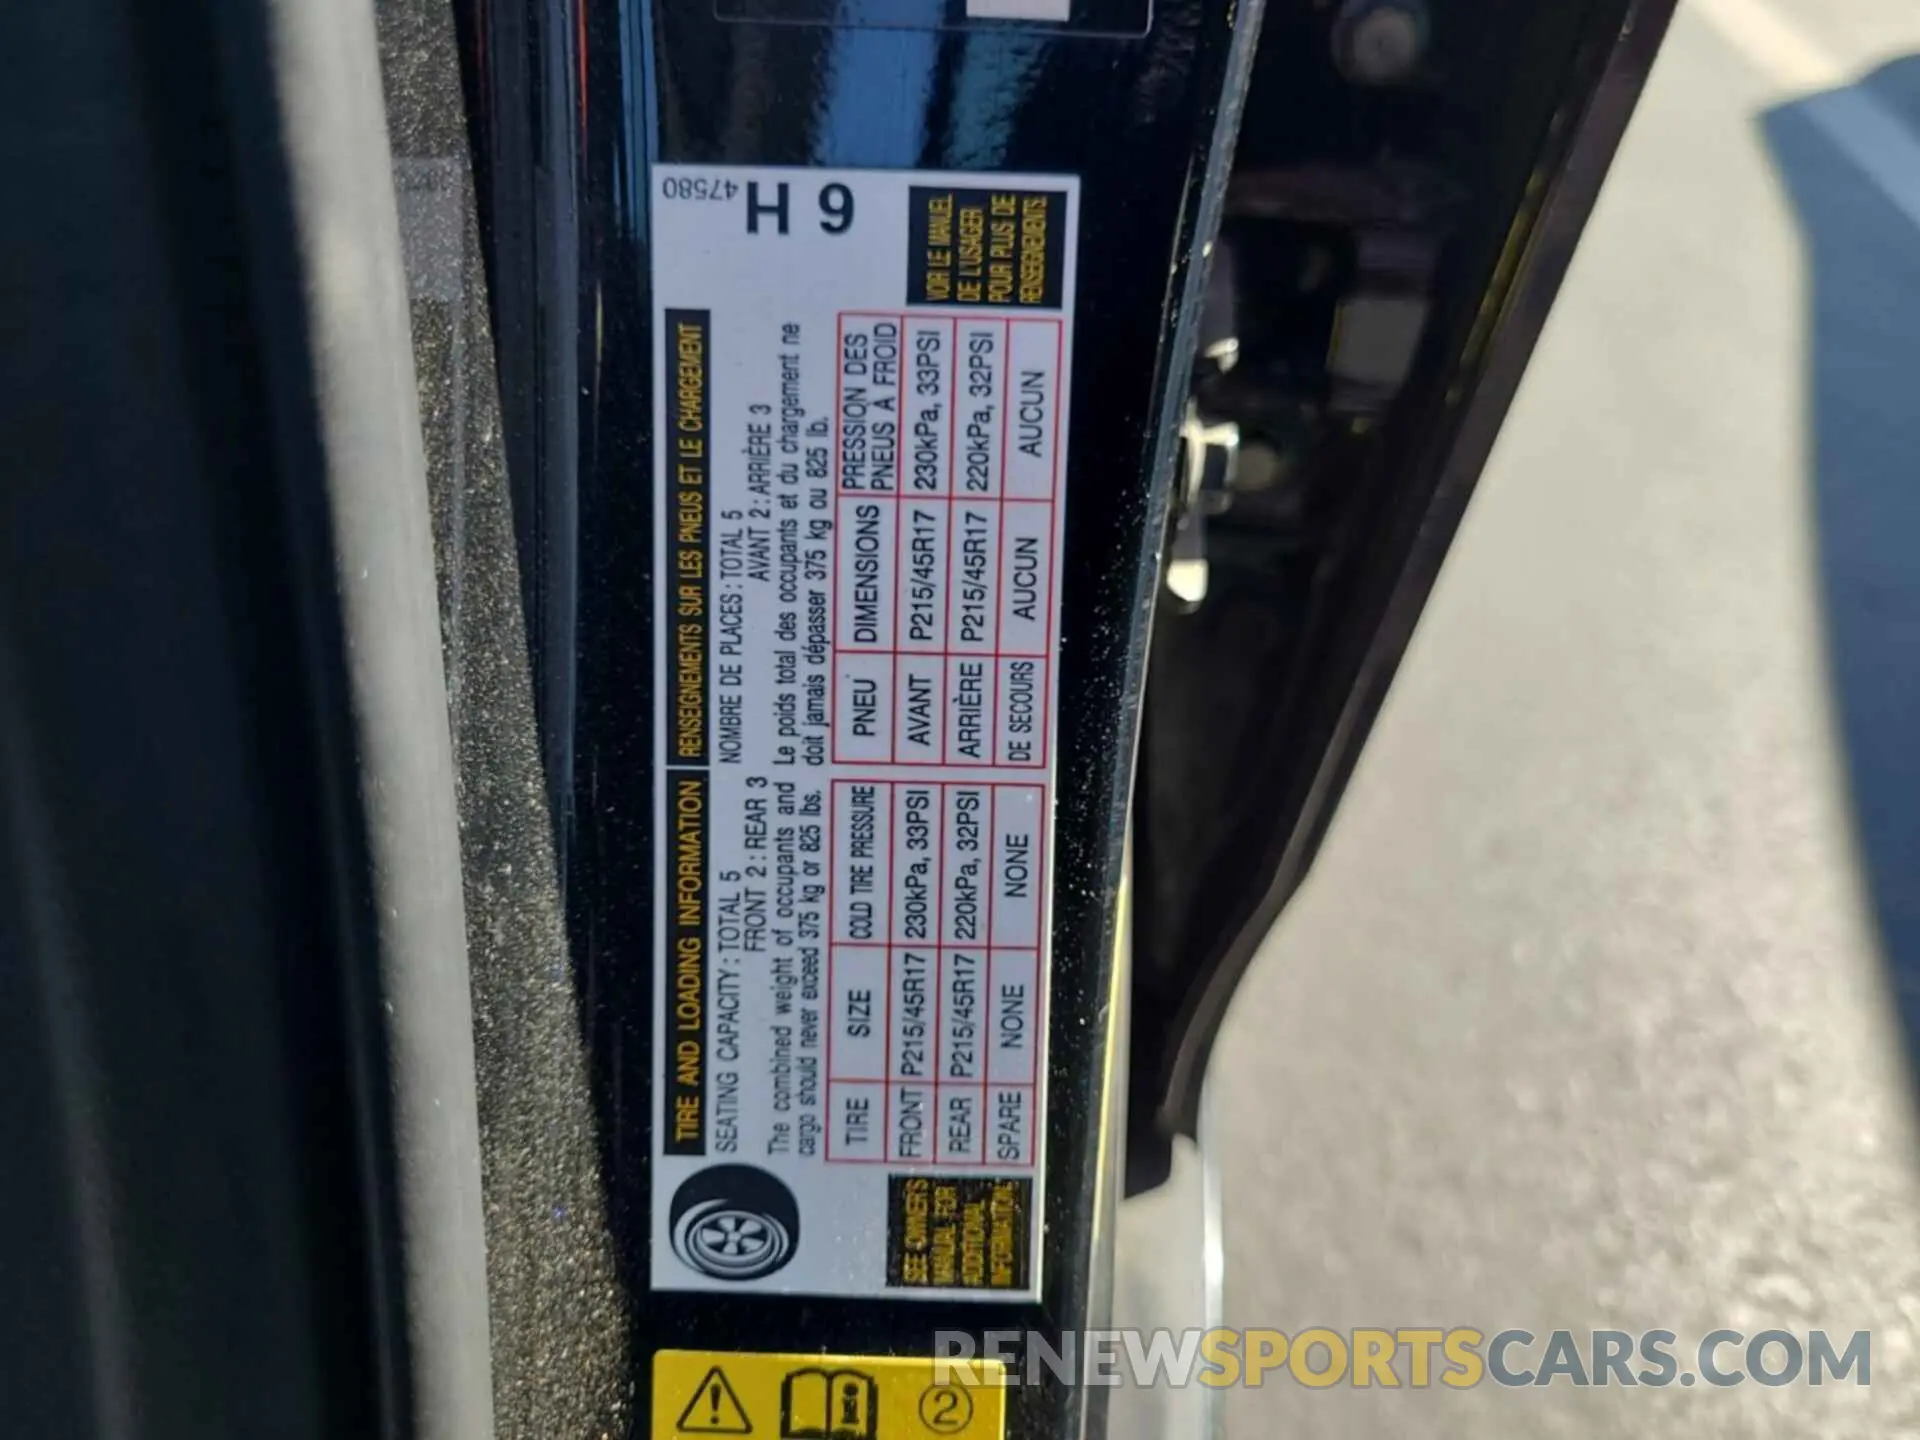 TIRE AND LOADING INFORMATION
RENSEIGNEMENTS SUR LES PNEUS ET LE CHARGEMENT
47580
H 6
SEATING CAPACITY : TOTAL 5
FRONT 2 : REAR 3
The combined weight of occupants and
cargo should never exceed 375 kg or 825 lbs.
NOMBRE DE PLACES : TOTAL 5
AVANT 2 : ARRIÈRE 3
Le poids total des occupants et du chargement ne
doit jamais dépasser 375 kg ou 825 lb.
TIRE SIZE COLD TIRE PRESSURE
FRONT P215/45R17 230kPa, 33PSI
REAR P215/45R17 220kPa, 32PSI
SPARE NONE NONE
PNEU DIMENSIONS PRESSION DES
PNEUS À FROID
AVANT P215/45R17 230kPa, 33PSI
ARRIÈRE P215/45R17 220kPa, 32PSI
DE SECOURS AUCUN AUCUN
SEE OWNER'S
MANUAL FOR
ADDITIONAL
INFORMATION.
VOIR LE MANUEL
DE L'USAGER
POUR PLUS DE
RENSEIGNEMENTS
2
RENEWSPORTSCARS.COM